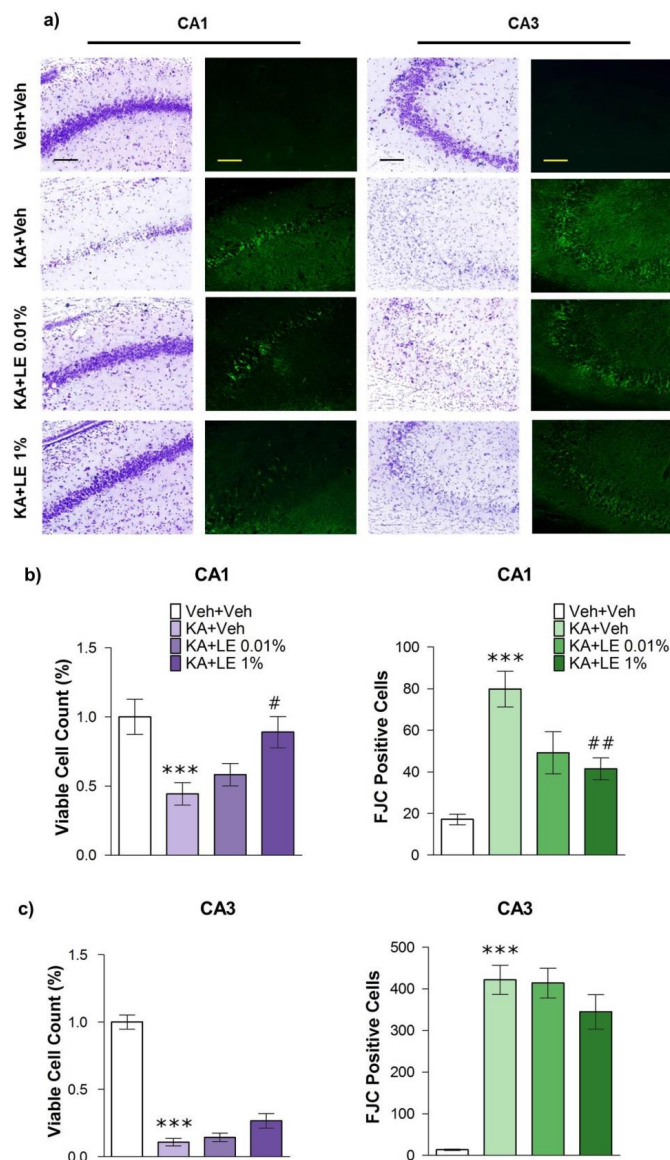 a)
CA1
CA3
Veh+Veh
KA+Veh
KA+LE 0.01%
KA+LE 1%
b)
CA1
Veh+Veh
KA+Veh
KA+LE 0.01%
KA+LE 1%
Viable Cell Count (%)
1.5
1.0
0.5
0.0
***
#
CA1
Veh+Veh
KA+Veh
KA+LE 0.01%
KA+LE 1%
FJC Positive Cells
100
80
60
40
20
0
***
##
c)
CA3
Viable Cell Count (%)
1.5
1.0
0.5
0.0
***
CA3
FJC Positive Cells
500
400
300
200
100
0
***